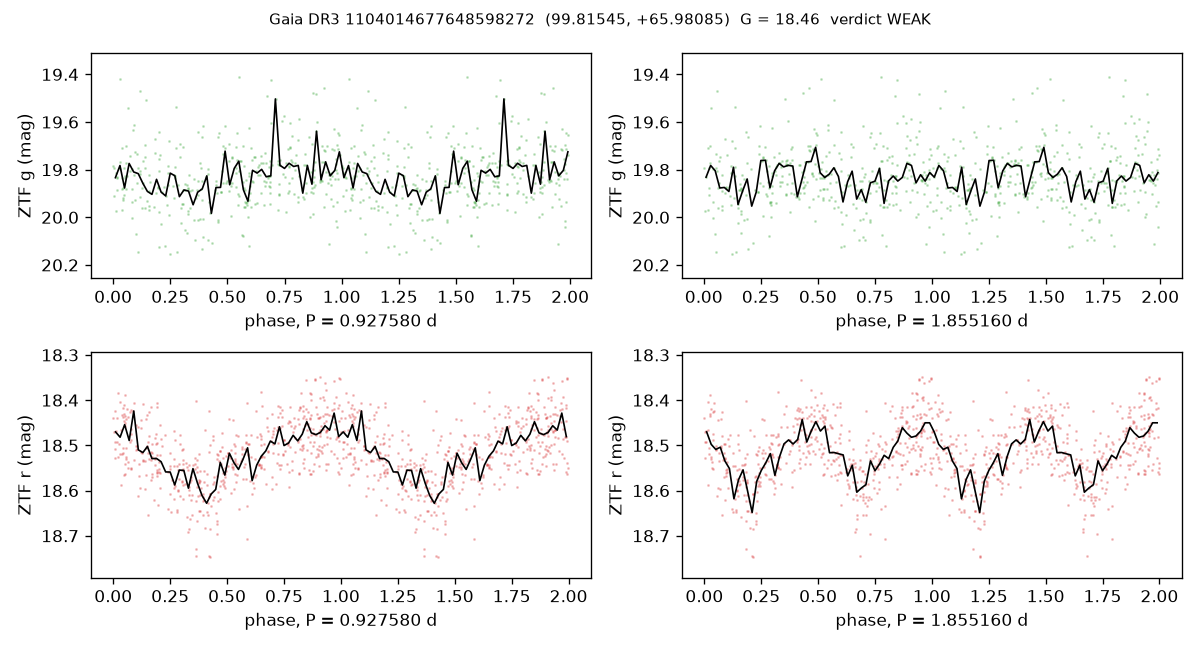 Gaia DR3 1104014677648598272 (99.81545, +65.98085) G = 18.46 verdict WEAK
ZTF g (mag)
19.4
19.6
19.8
20.0
20.2
0.00 0.25 0.50 0.75 1.00 1.25 1.50 1.75 2.00
phase, P = 0.927580 d
ZTF g (mag)
19.4
19.6
19.8
20.0
20.2
0.00 0.25 0.50 0.75 1.00 1.25 1.50 1.75 2.00
phase, P = 1.855160 d
ZTF r (mag)
18.3
18.4
18.5
18.6
18.7
0.00 0.25 0.50 0.75 1.00 1.25 1.50 1.75 2.00
phase, P = 0.927580 d
ZTF r (mag)
18.3
18.4
18.5
18.6
18.7
0.00 0.25 0.50 0.75 1.00 1.25 1.50 1.75 2.00
phase, P = 1.855160 d